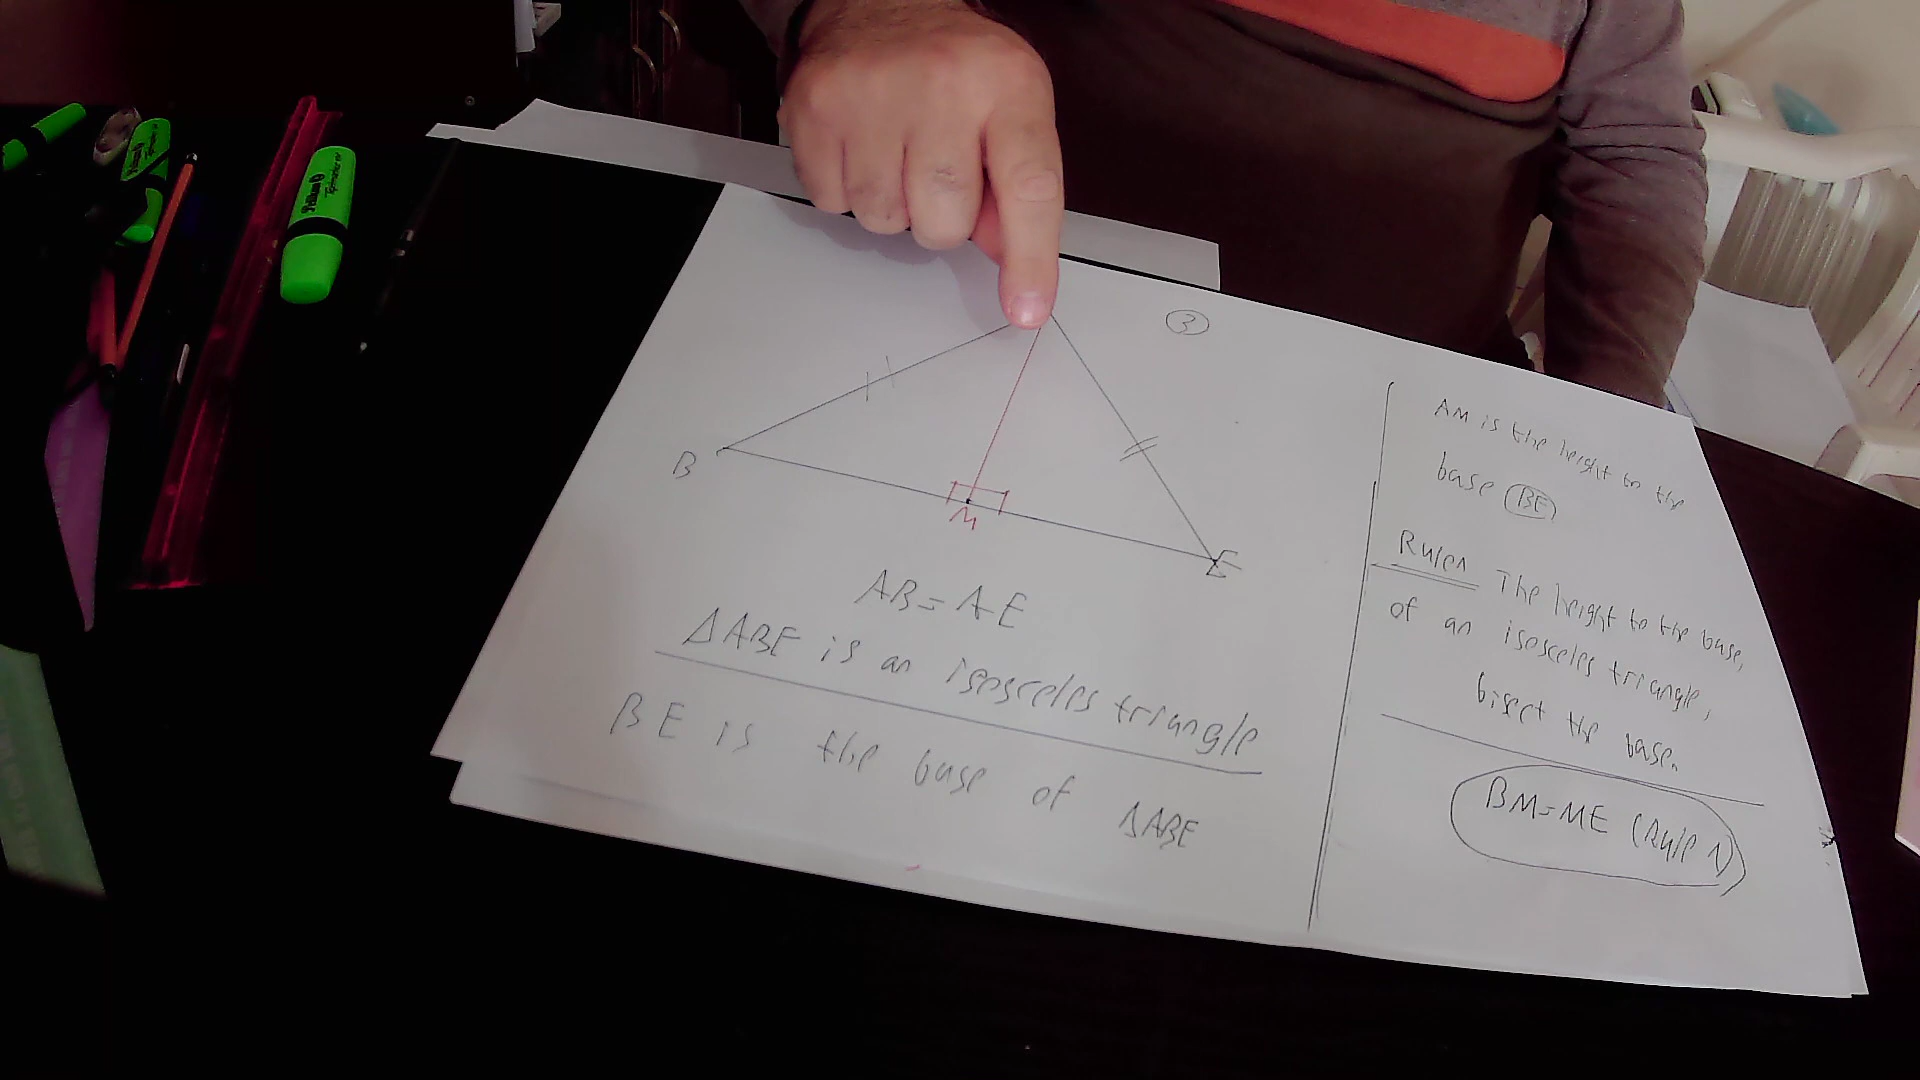 3
B
M
E
AB=AE
ΔABE is an isosceles triangle
BE is the base of ΔABE
AM is the height to the
base BE
Rule1 The height to the base,
of an isosceles triangle,
bisect the base.
BM=ME (Rule 1)